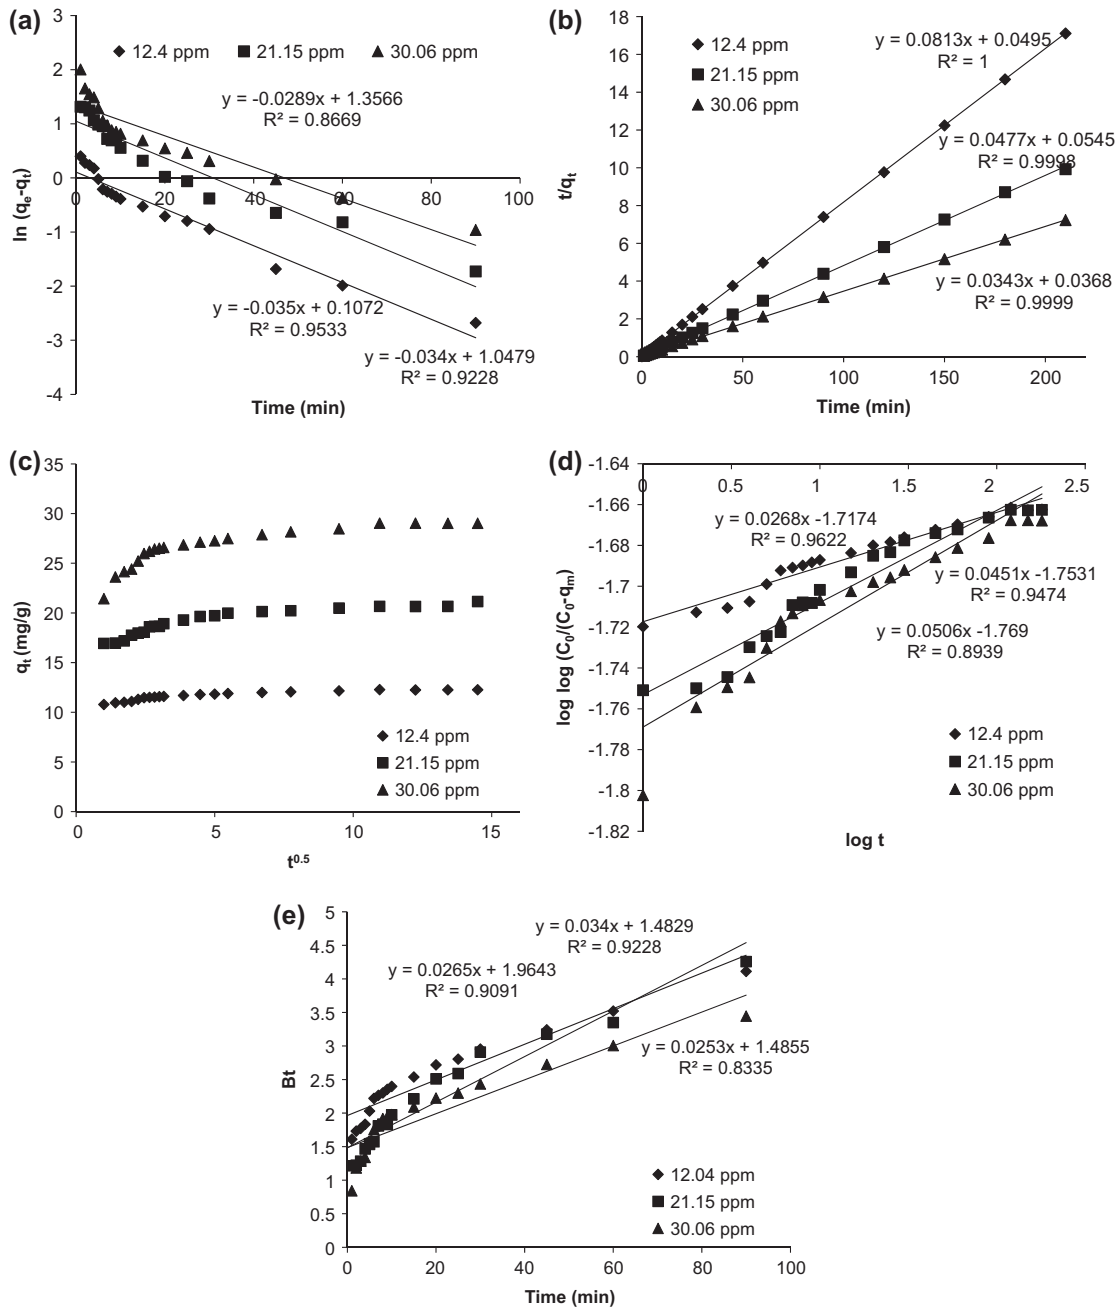 (a)
3
2
1
0
-1
-2
-3
-4
ln (qe-qt)
12.4 ppm 21.15 ppm 30.06 ppm
y = -0.0289x + 1.3566
R² = 0.8669
0 20 40 60 80 100
y = -0.035x + 0.1072
R² = 0.9533
y = -0.034x + 1.0479
R² = 0.9228
Time (min)
(b)
18
16
14
12
10
8
6
4
2
0
t/qt
12.4 ppm
21.15 ppm
30.06 ppm
y = 0.0813x + 0.0495
R² = 1
y = 0.0477x + 0.0545
R² = 0.9998
y = 0.0343x + 0.0368
R² = 0.9999
0 50 100 150 200
Time (min)
(c)
35
30
25
20
15
10
5
0
qt (mg/g)
12.4 ppm
21.15 ppm
30.06 ppm
0 5 10 15
t0.5
(d)
-1.64
-1.66
-1.68
-1.7
-1.72
-1.74
-1.76
-1.78
-1.8
-1.82
log log (C0/(C0-qm)
0 0.5 1 1.5 2 2.5
y = 0.0268x -1.7174
R² = 0.9622
y = 0.0451x -1.7531
R² = 0.9474
y = 0.0506x -1.769
R² = 0.8939
12.4 ppm
21.15 ppm
30.06 ppm
log t
(e)
5
4.5
4
3.5
3
2.5
2
1.5
1
0.5
0
Bt
y = 0.034x + 1.4829
R² = 0.9228
y = 0.0265x + 1.9643
R² = 0.9091
y = 0.0253x + 1.4855
R² = 0.8335
12.04 ppm
21.15 ppm
30.06 ppm
0 20 40 60 80 100
Time (min)